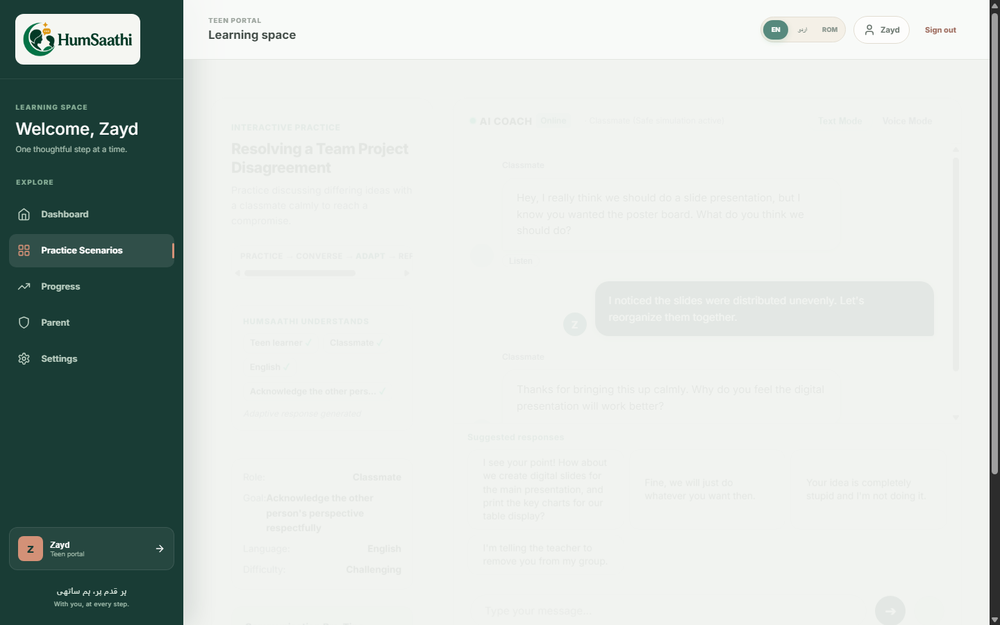 HumSaathi
LEARNING SPACE
Welcome, Zayd
One thoughtful step at a time.
EXPLORE
Dashboard
Practice Scenarios
Progress
Parent
Settings
Z
Zayd
Teen portal
ہر قدم پر، ہم ساتھی
With you, at every step.
TEEN PORTAL
Learning space
EN
اردو
ROM
Zayd
Sign out
INTERACTIVE PRACTICE
Resolving a Team Project
Disagreement
Practice discussing differing ideas with
a classmate calmly to reach a
compromise.
PRACTICE → CONVERSE → ADAPT → REF
HUMSAATHI UNDERSTANDS
Teen learner ✓
Classmate ✓
English ✓
Acknowledge the other pers... ✓
Adaptive response generated
Role:
Classmate
Goal:
Acknowledge the other
person's perspective
respectfully
Language:
English
Difficulty:
Challenging
AI COACH
Online
Classmate (Safe simulation active)
Text Mode
Voice Mode
Classmate
Hey, I really think we should do a slide presentation, but I
know you wanted the poster board. What do you think we
should do?
Listen
I noticed the slides were distributed unevenly. Let's
reorganize them together.
Z
Classmate
Thanks for bringing this up calmly. Why do you feel the digital
presentation will work better?
Suggested responses
I see your point! How about
we create digital slides for
the main presentation, and
print the key charts for our
table display?
Fine, we will just do
whatever you want then.
Your idea is completely
stupid and I'm not doing it.
I'm telling the teacher to
remove you from my group.
Type your message...